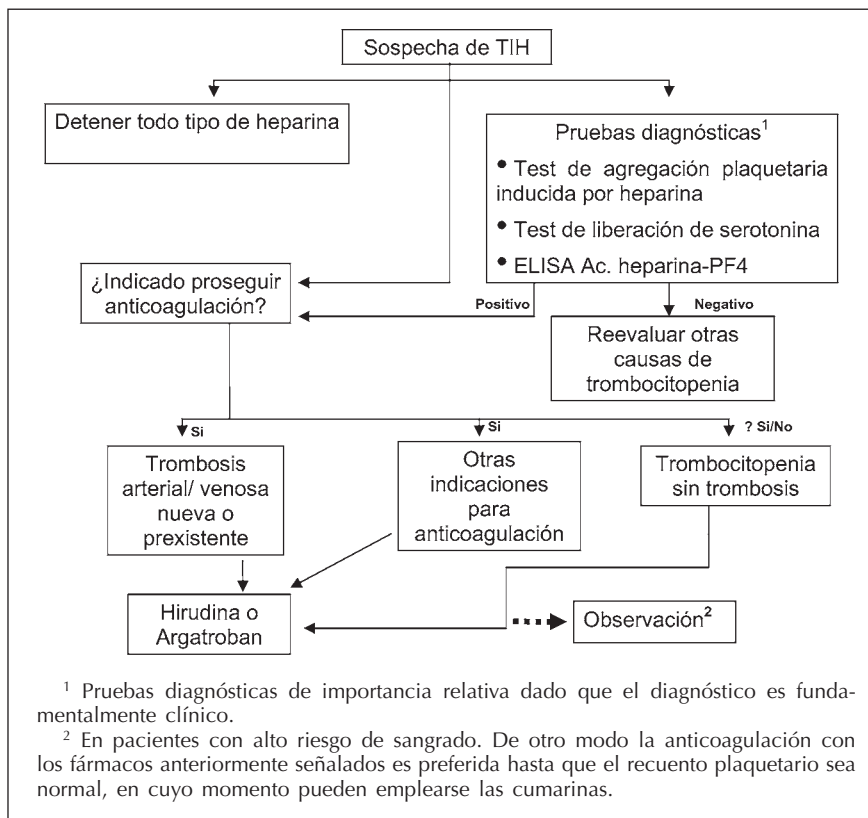 Sospecha de TIH
Detener todo tipo de heparina
Pruebas diagnósticas1
• Test de agregación plaquetaria
inducida por heparina
• Test de liberación de serotonina
• ELISA Ac. heparina-PF4
¿Indicado proseguir
anticoagulación?
Positivo
Negativo
Reevaluar otras
causas de
trombocitopenia
Si
Si
? Si/No
Trombosis
arterial/ venosa
nueva o
prexistente
Otras
indicaciones
para
anticoagulación
Trombocitopenia
sin trombosis
Hirudina o
Argatroban
Observación2
1 Pruebas diagnósticas de importancia relativa dado que el diagnóstico es funda-
mentalmente clínico.
2 En pacientes con alto riesgo de sangrado. De otro modo la anticoagulación con
los fármacos anteriormente señalados es preferida hasta que el recuento plaquetario sea
normal, en cuyo momento pueden emplearse las cumarinas.